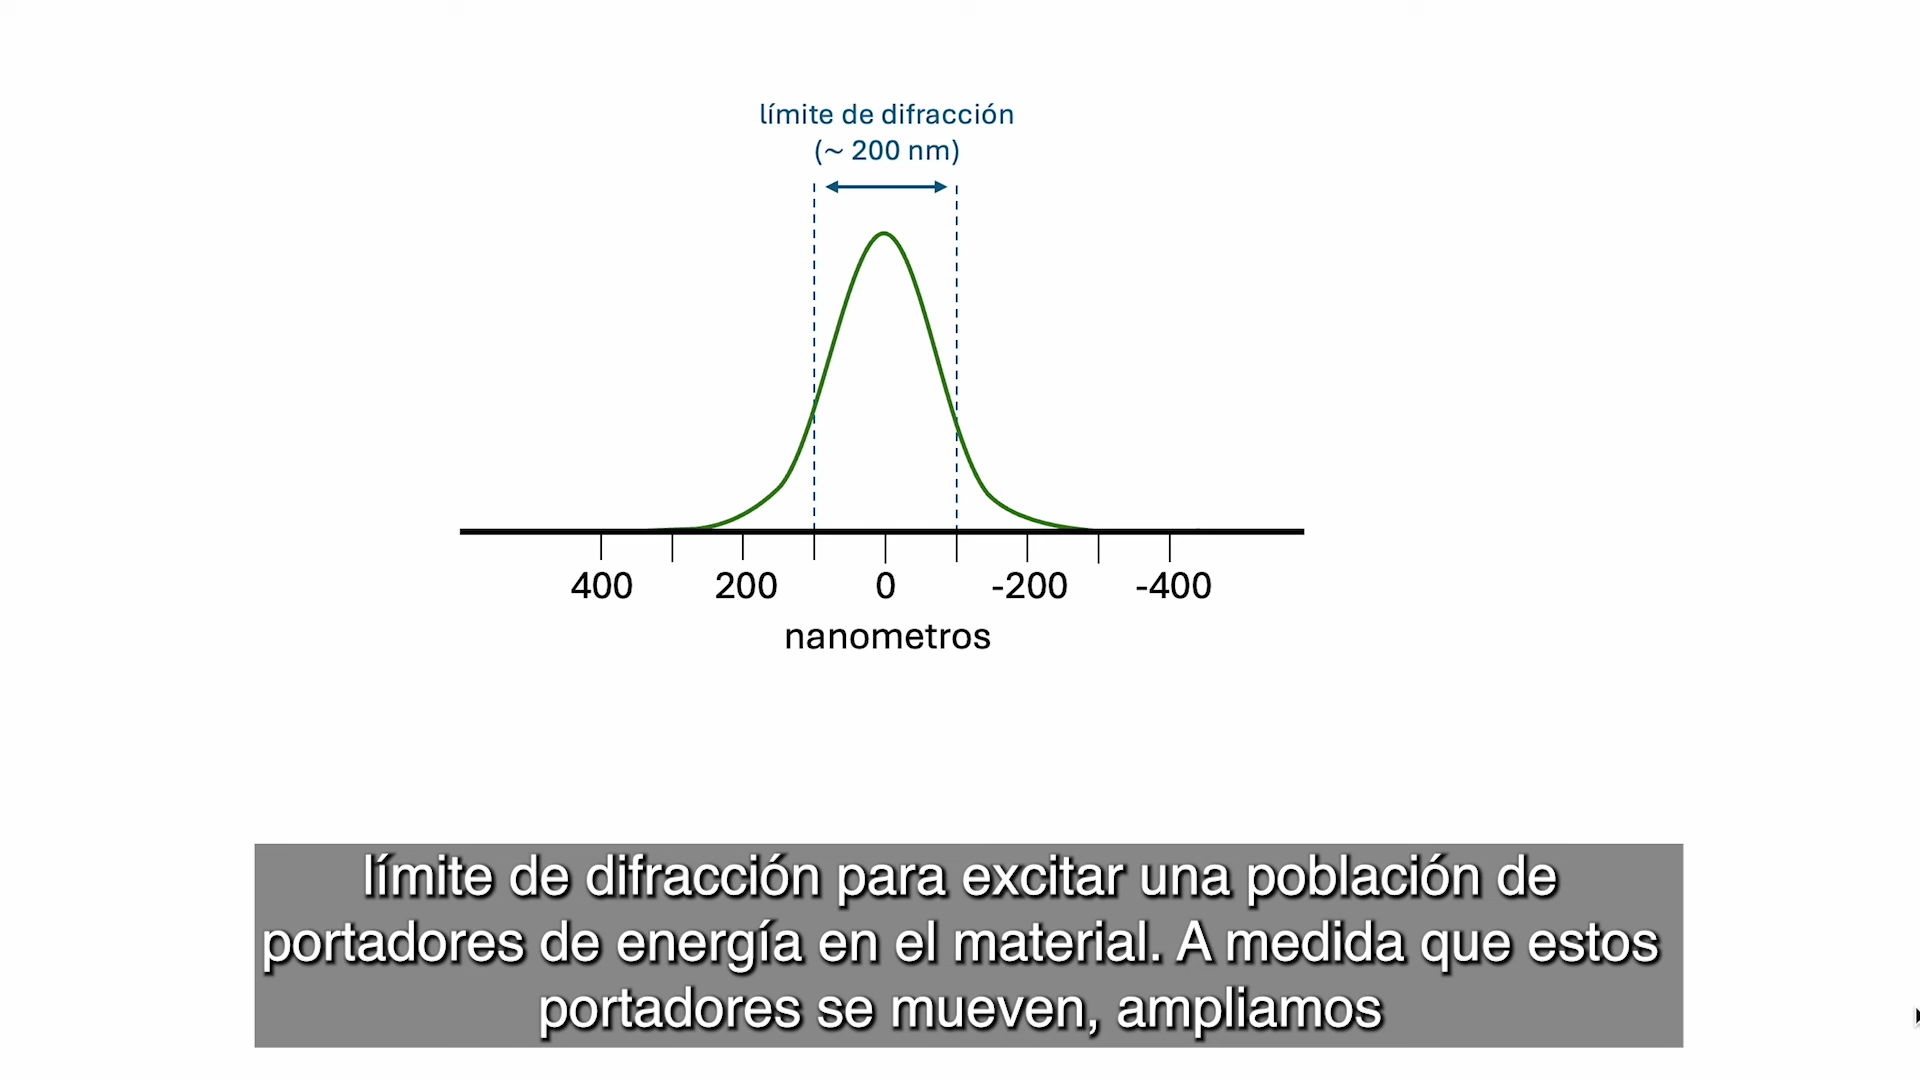 límite de difracción
(~ 200 nm)
400 200 0 -200 -400
nanometros
límite de difracción para excitar una población de
portadores de energía en el material. A medida que estos
portadores se mueven, ampliamos